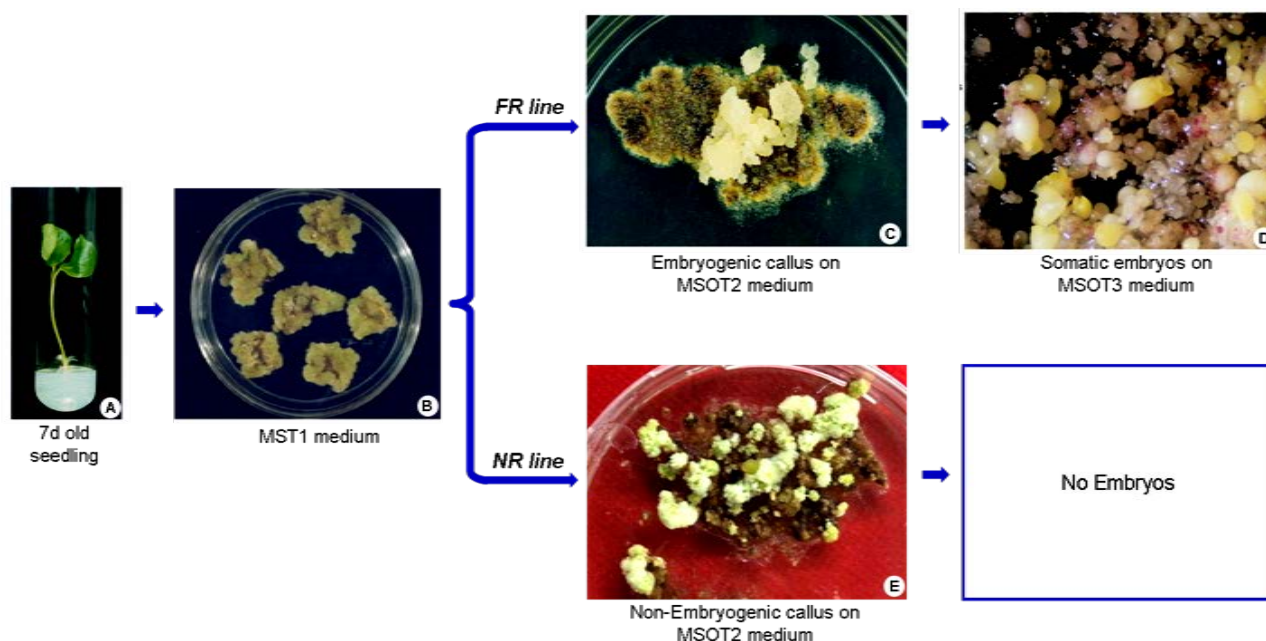 FR line
C
Embryogenic callus on
MSOT2 medium
D
Somatic embryos on
MSOT3 medium
A
7d old
seedling
B
MST1 medium
NR line
E
Non-Embryogenic callus on
MSOT2 medium
No Embryos